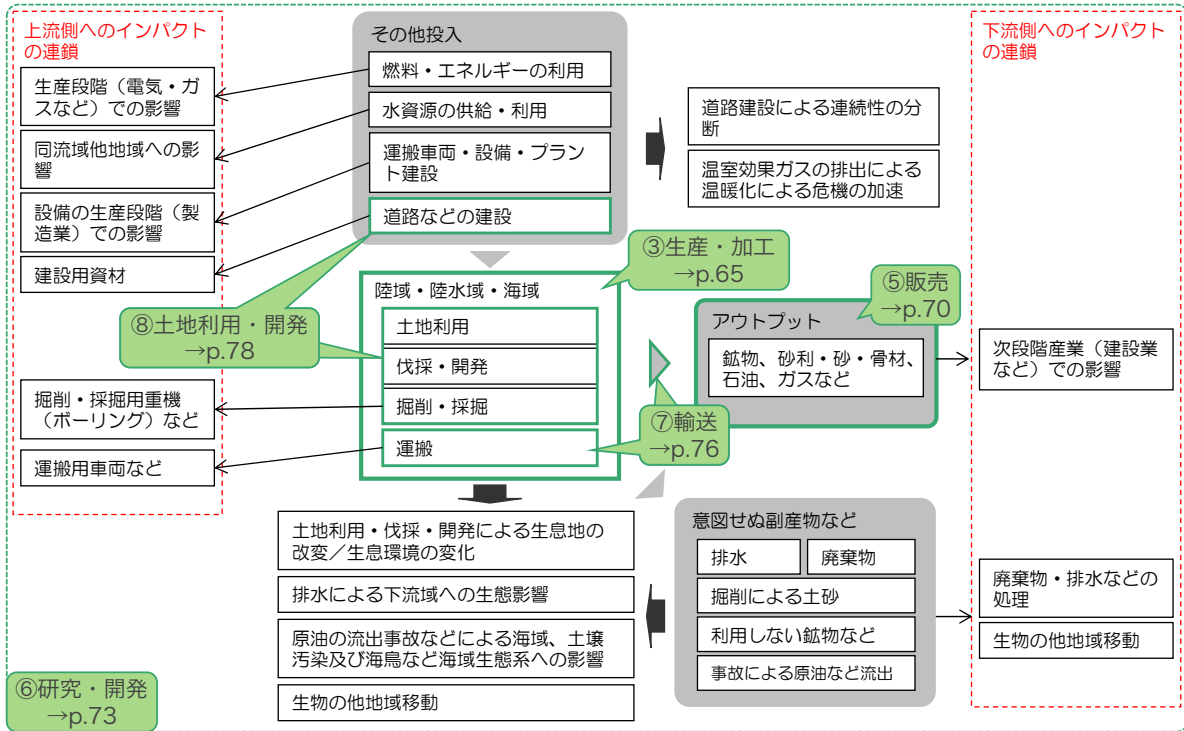 上流側へのインパクト
の連鎖
生産段階（電気・ガ
スなど）での影響
同流域他地域への影
響
設備の生産段階（製
造業）での影響
建設用資材
掘削・採掘用重機
（ボーリング）など
運搬用車両など
その他投入
燃料・エネルギーの利用
水資源の供給・利用
運搬車両・設備・プラン
ト建設
道路などの建設
道路建設による連続性の分
断
温室効果ガスの排出による
温暖化による危機の加速
③生産・加工
→p.65
⑧土地利用・開発
→p.78
陸域・陸水域・海域
土地利用
伐採・開発
掘削・採掘
運搬
⑤販売
→p.70
アウトプット
鉱物、砂利・砂・骨材、
石油、ガスなど
⑦輸送
→p.76
土地利用・伐採・開発による生息地の
改変／生息環境の変化
排水による下流域への生態影響
原油の流出事故などによる海域、土壌
汚染及び海鳥など海域生態系への影響
生物の他地域移動
意図せぬ副産物など
排水
廃棄物
掘削による土砂
利用しない鉱物など
事故による原油など流出
下流側へのインパクト
の連鎖
次段階産業（建設業
など）での影響
廃棄物・排水などの
処理
生物の他地域移動
⑥研究・開発
→p.73